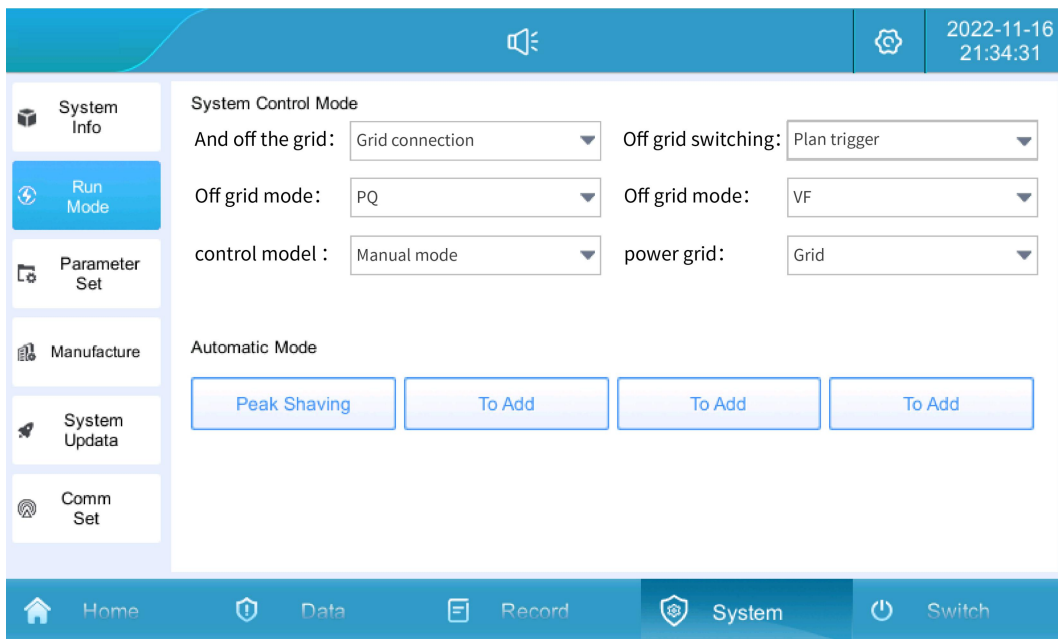 2022-11-16
21:34:31
System
Info
Run
Mode
Parameter
Set
Manufacture
System
Updata
Comm
Set
System Control Mode
And off the grid: Grid connection Off grid switching: Plan trigger
Off grid mode: PQ Off grid mode: VF
control model : Manual mode power grid: Grid
Automatic Mode
Peak Shaving To Add To Add To Add
Home Data Record System Switch